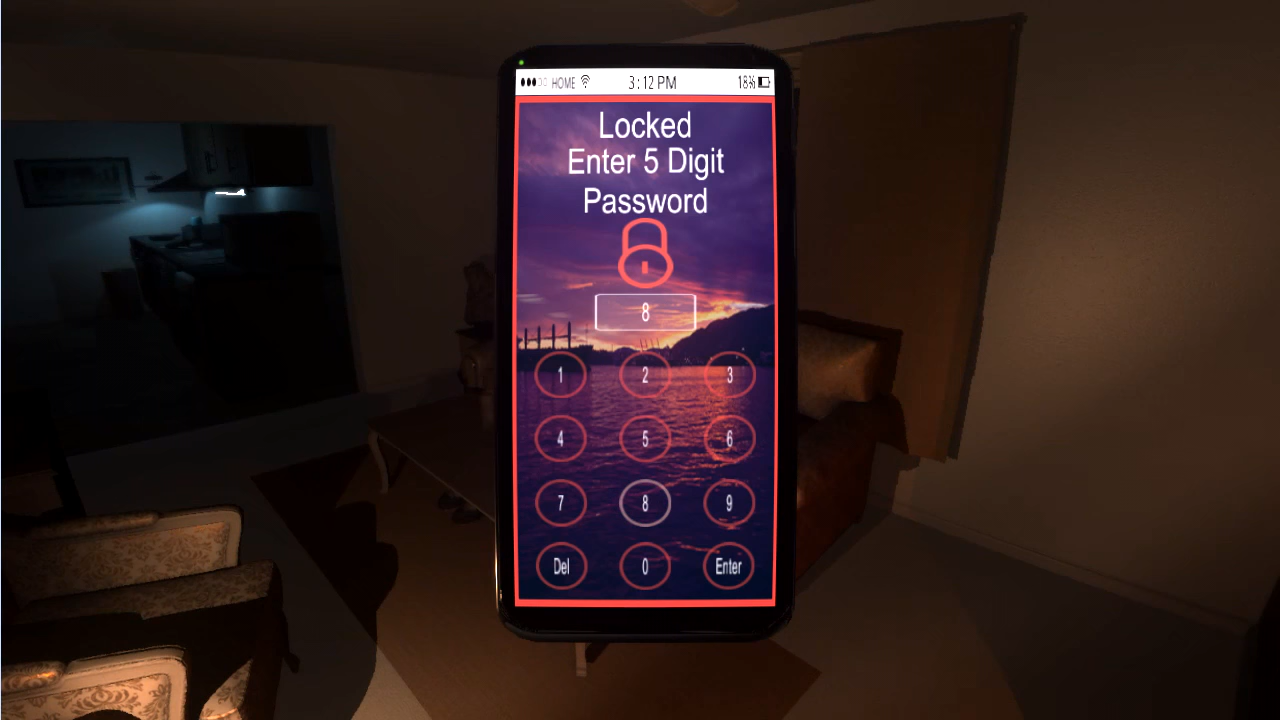 HOME 3:12 PM 18%
Locked
Enter 5 Digit
Password
8
1 2 3
4 5 6
7 8 9
Del 0 Enter